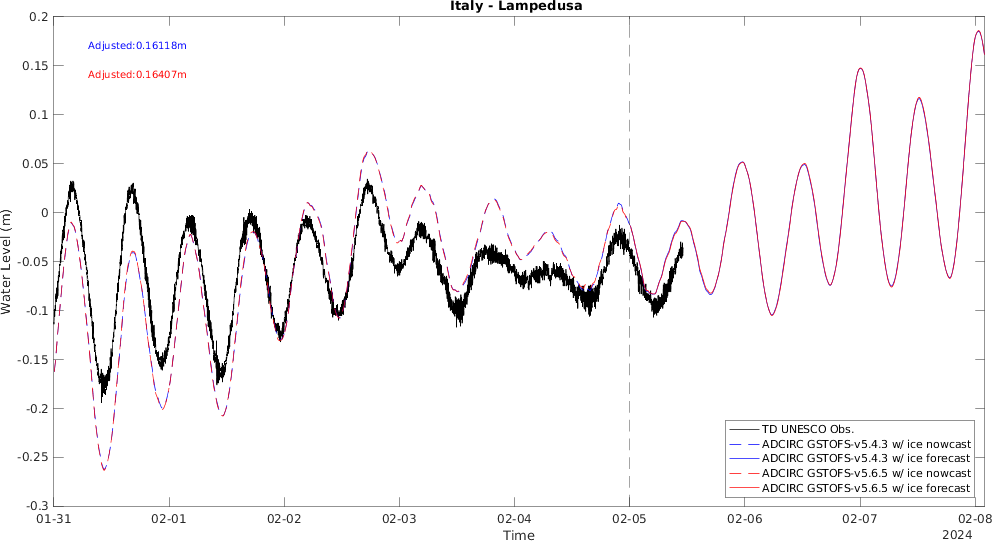 Italy - Lampedusa
Adjusted:0.16118m
Adjusted:0.16407m
Water Level (m)
0.2
0.15
0.1
0.05
0
-0.05
-0.1
-0.15
-0.2
-0.25
-0.3
TD UNESCO Obs.
ADCIRC GSTOFS-v5.4.3 w/ ice nowcast
ADCIRC GSTOFS-v5.4.3 w/ ice forecast
ADCIRC GSTOFS-v5.6.5 w/ ice nowcast
ADCIRC GSTOFS-v5.6.5 w/ ice forecast
01-31 02-01 02-02 02-03 02-04 02-05 02-06 02-07 02-08
Time
2024